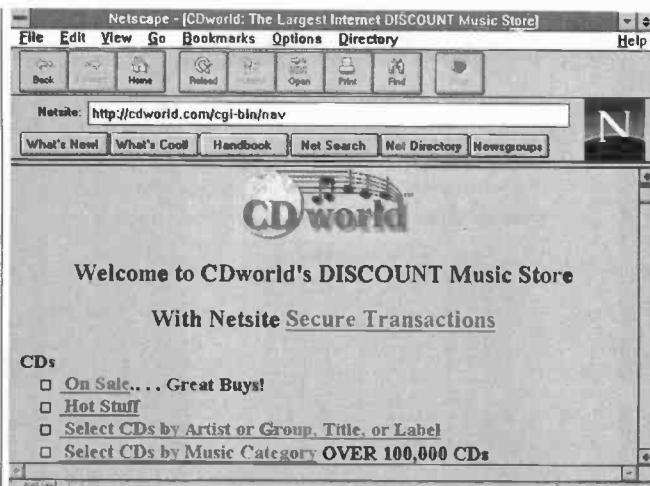 Netscape - [CDworld: The Largest Internet DISCOUNT Music Store]
File Edit View Go Bookmarks Options Directory Help
Back Home Reload Open Print Find
Netsite: http://cdworld.com/cgi-bin/nav
What's New! What's Cool! Handbook Net Search Net Directory Newsgroups
N
CDworld
Welcome to CDworld's DISCOUNT Music Store
With Netsite Secure Transactions
CDs
On Sale.... Great Buys!
Hot Stuff
Select CDs by Artist or Group, Title, or Label
Select CDs by Music Category OVER 100,000 CDs